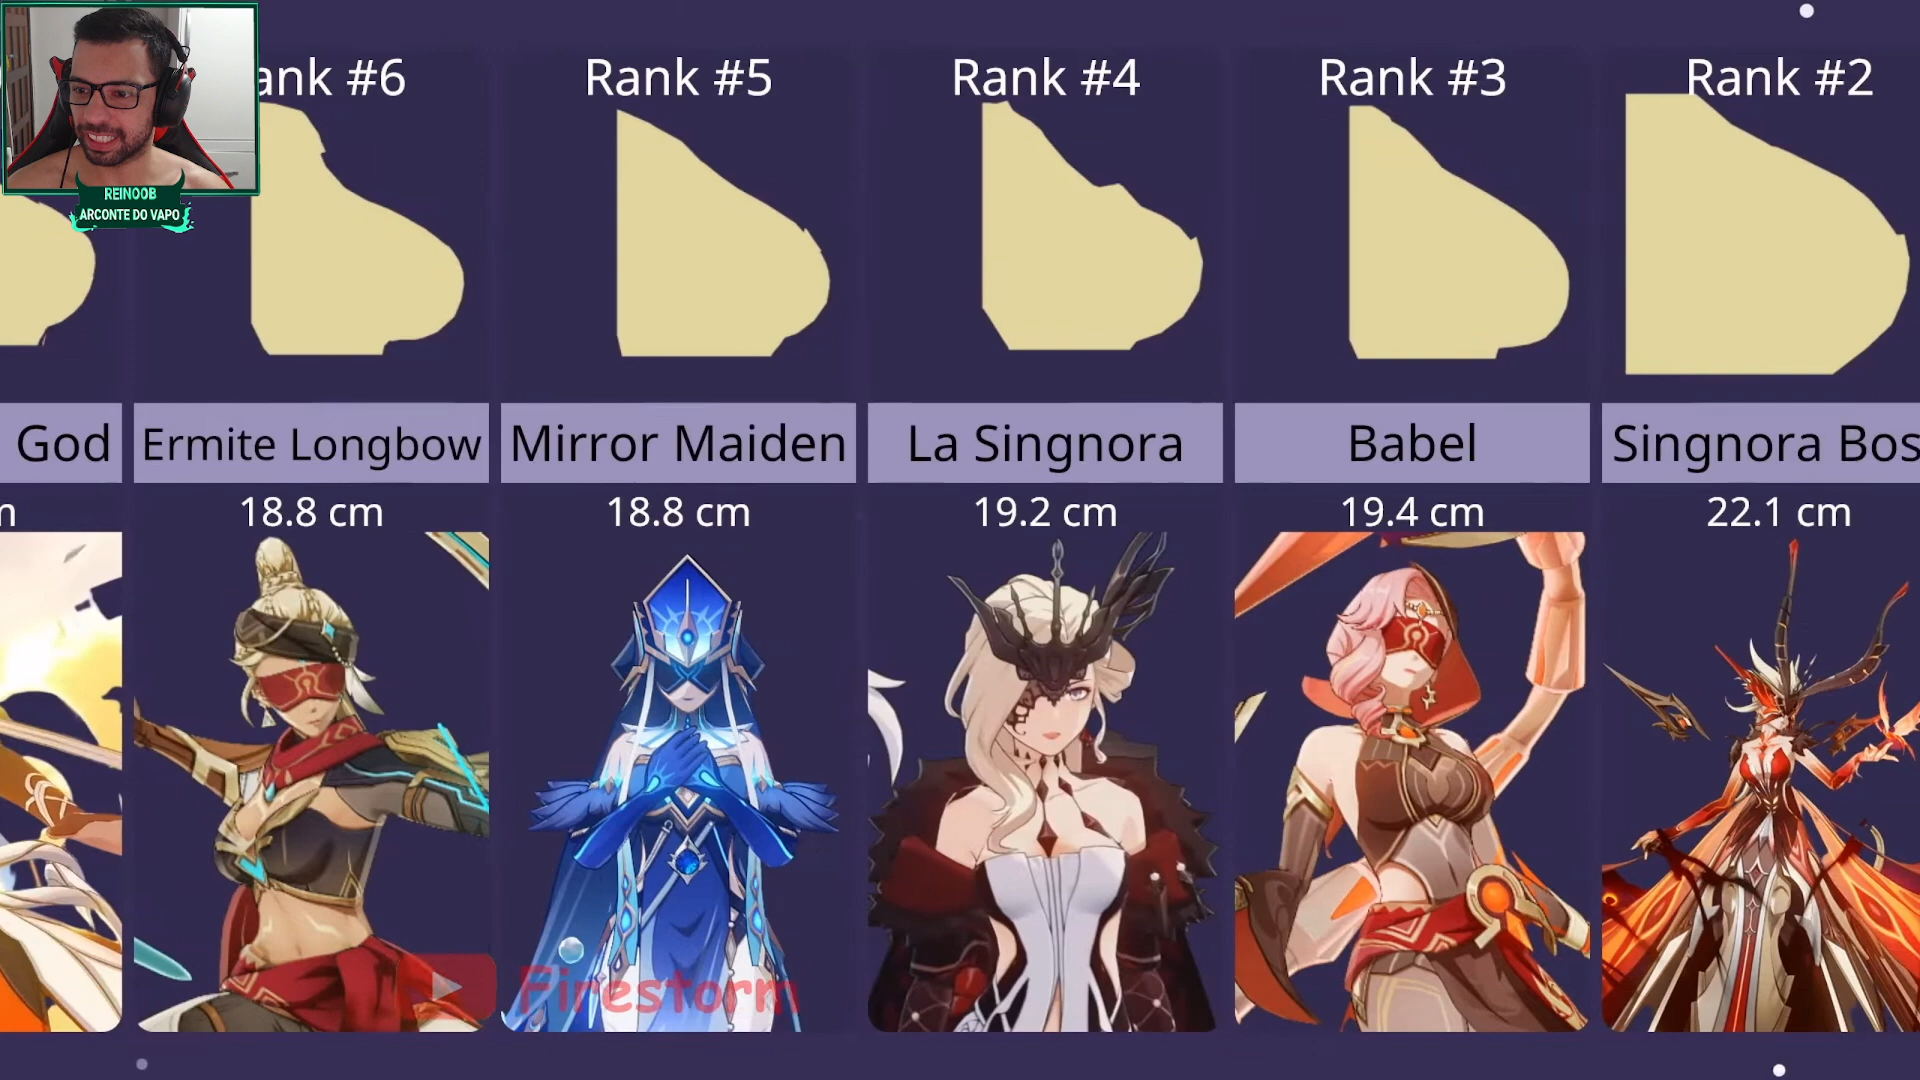 ank #6
Rank #5
Rank #4
Rank #3
Rank #2
REINOOB
ARCONTE DO VAPO
God
Ermite Longbow
Mirror Maiden
La Singnora
Babel
Singnora Bos
m
18.8 cm
18.8 cm
19.2 cm
19.4 cm
22.1 cm
Firestorm